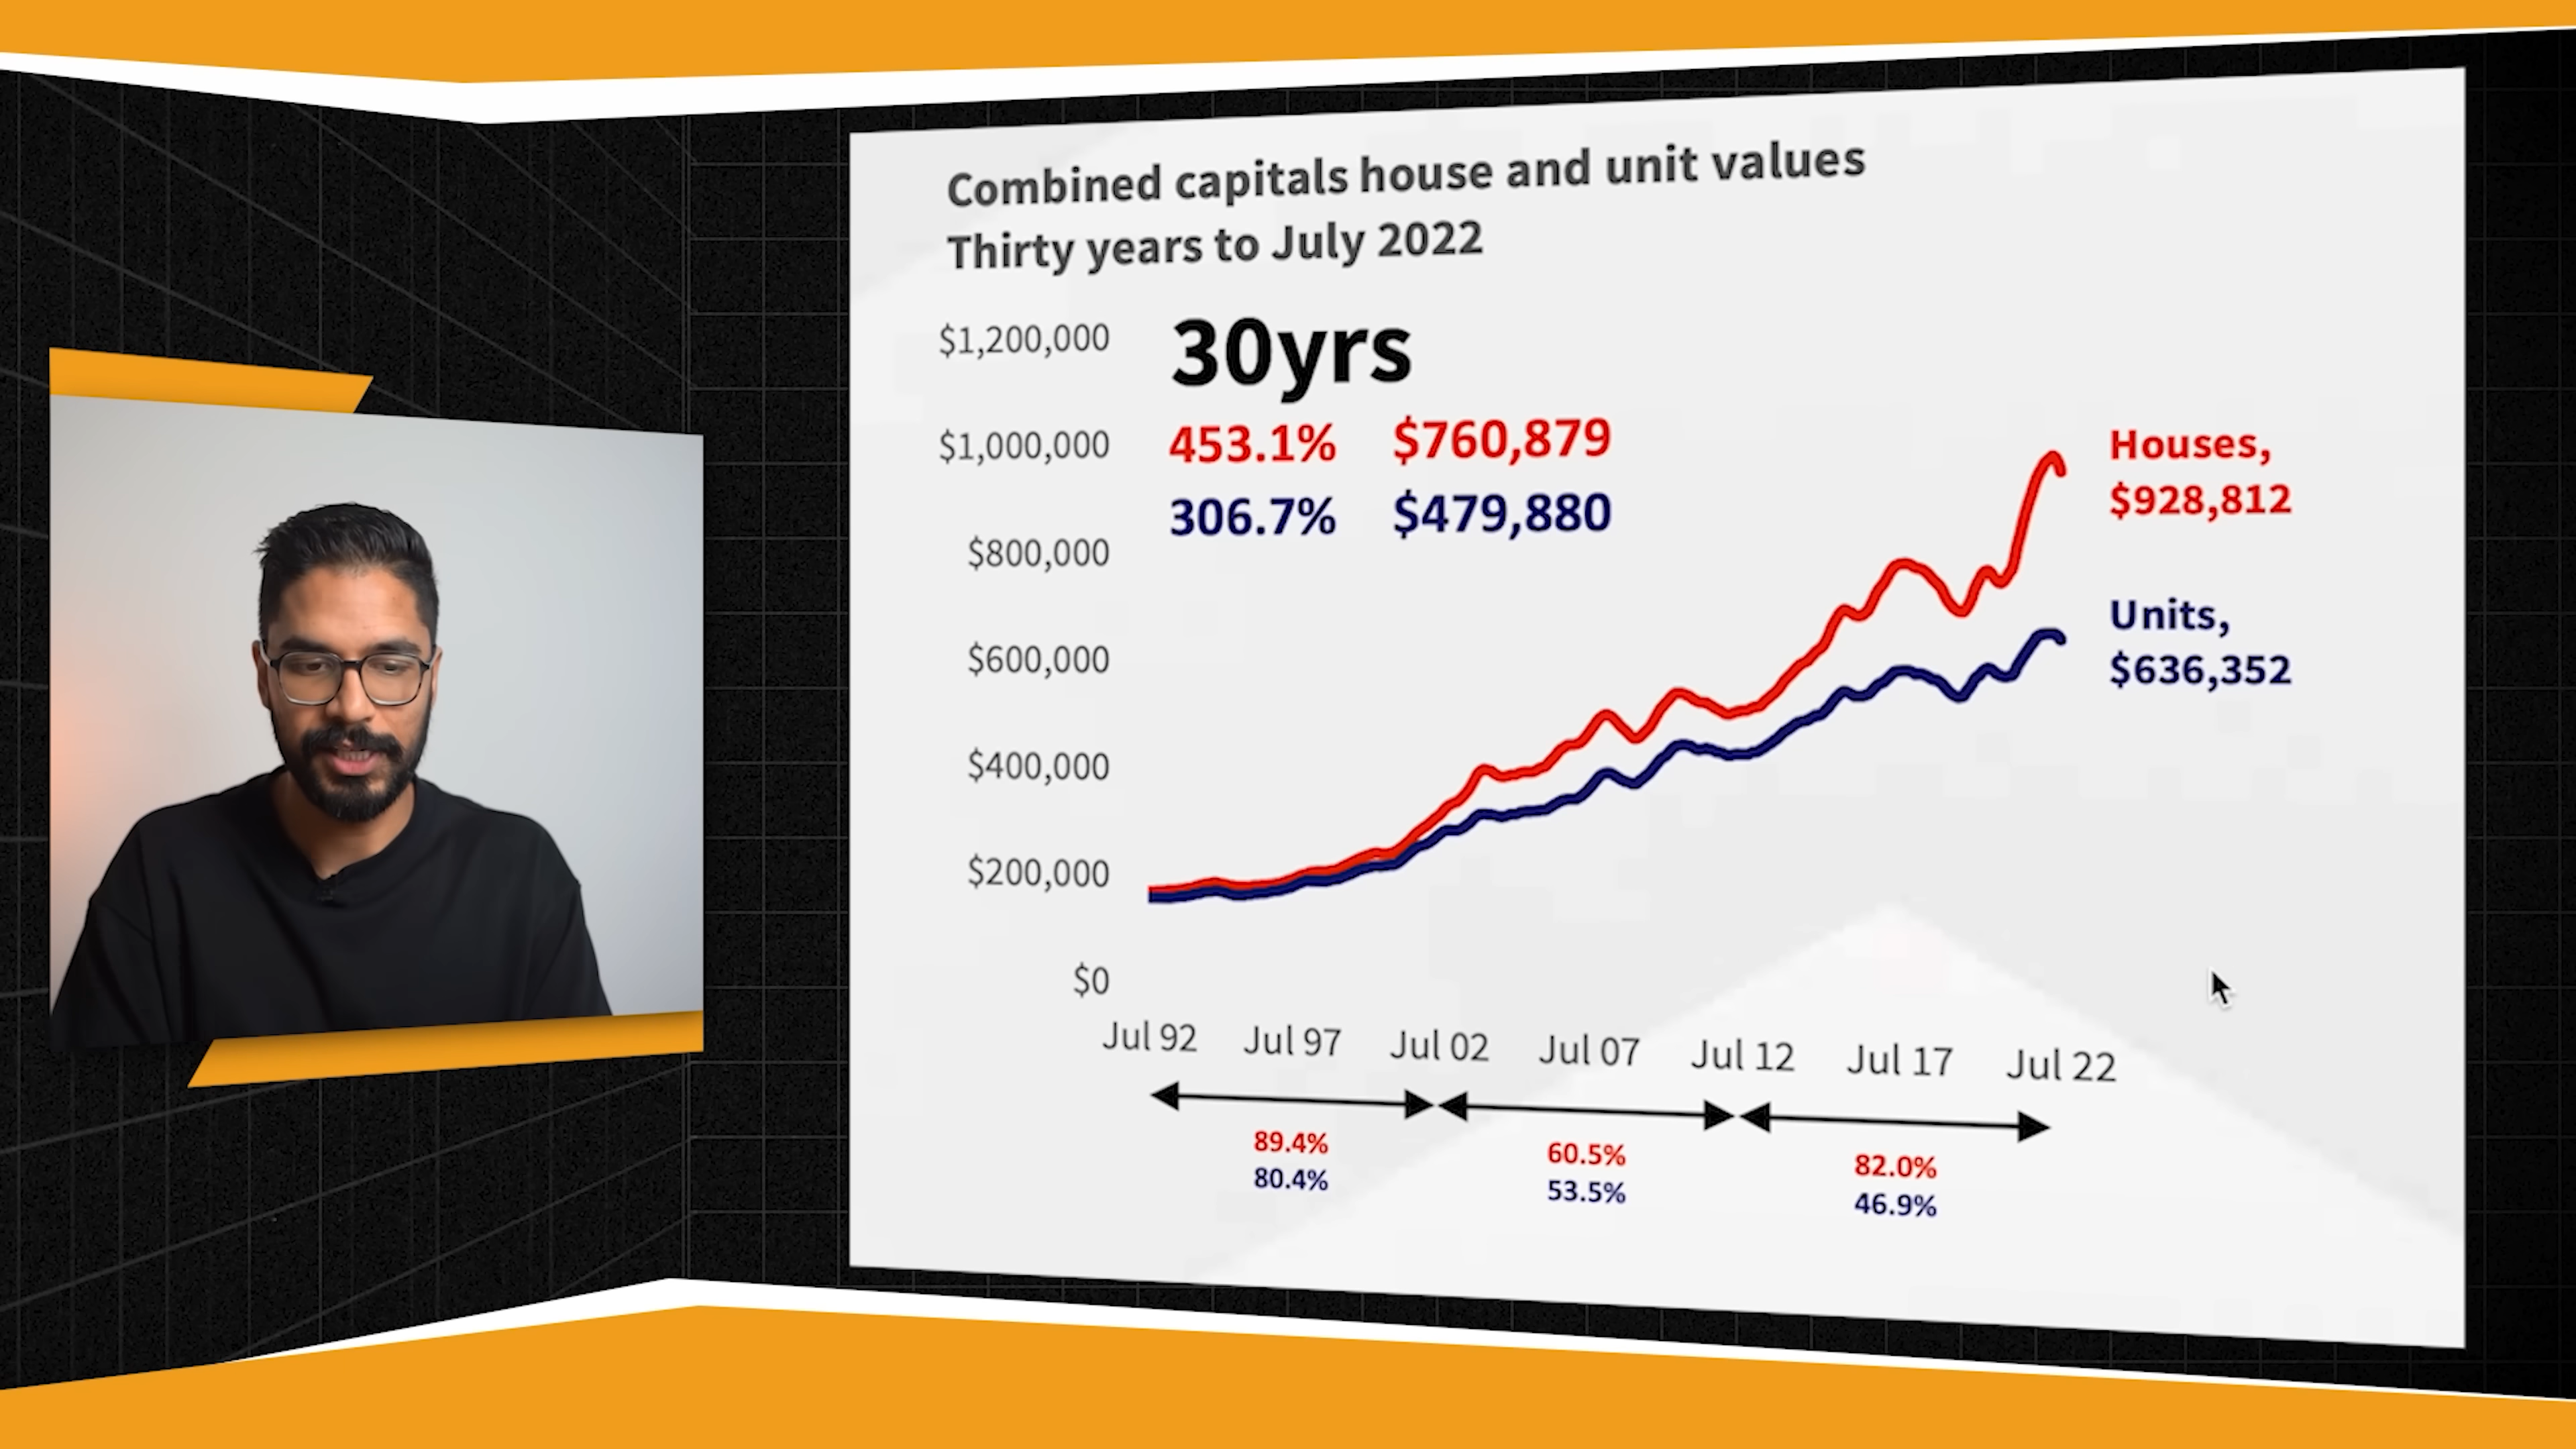 Combined capitals house and unit values
Thirty years to July 2022
$1,200,000
30yrs
$1,000,000
453.1% $760,879
306.7% $479,880
$800,000
$600,000
$400,000
$200,000
$0
Houses,
$928,812
Units,
$636,352
Jul 92 Jul 97 Jul 02 Jul 07 Jul 12 Jul 17 Jul 22
89.4% 60.5% 82.0%
80.4% 53.5% 46.9%